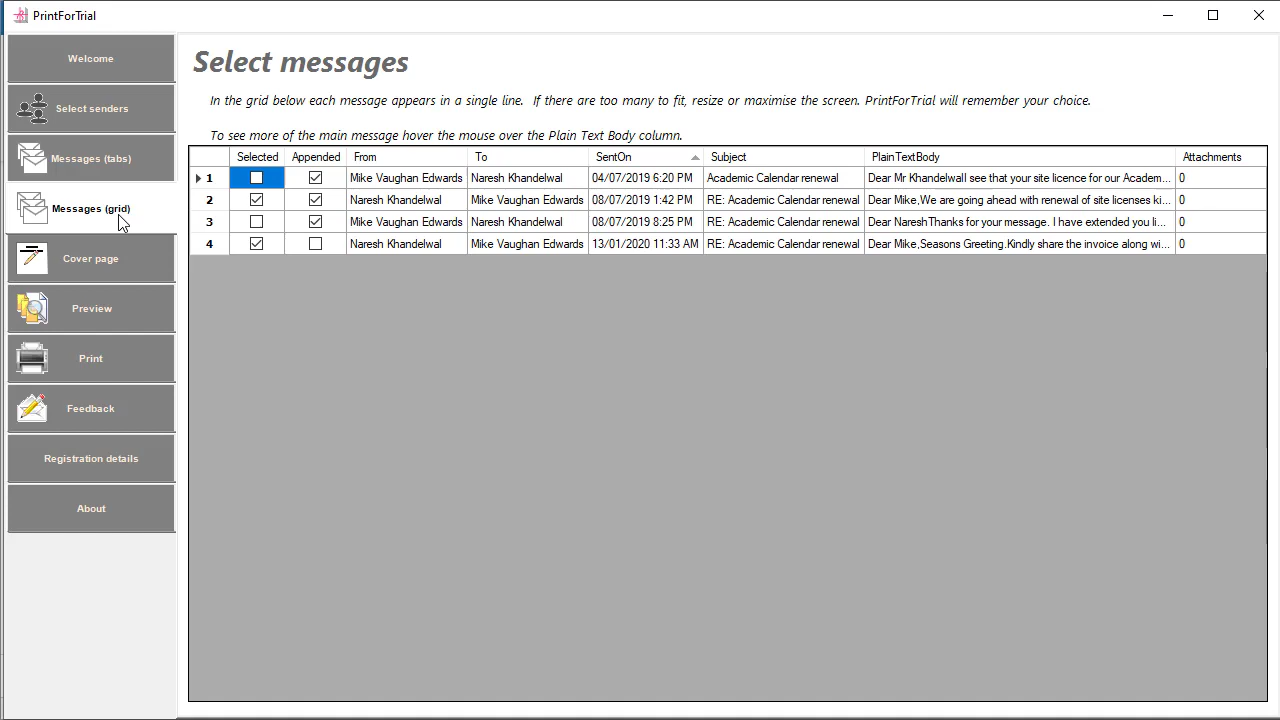 PrintForTrial
Welcome
Select senders
Messages (tabs)
Messages (grid)
Cover page
Preview
Print
Feedback
Registration details
About
Select messages
In the grid below each message appears in a single line. If there are too many to fit, resize or maximise the screen. PrintForTrial will remember your choice.
To see more of the main message hover the mouse over the Plain Text Body column.
Selected Appended From To SentOn Subject PlainTextBody Attachments
1 Mike Vaughan Edwards Naresh Khandelwal 04/07/2019 6:20 PM Academic Calendar renewal Dear Mr Khandelwall see that your site licence for our Academ... 0
2 Naresh Khandelwal Mike Vaughan Edwards 08/07/2019 1:42 PM RE: Academic Calendar renewal Dear Mike,We are going ahead with renewal of site licenses ki... 0
3 Mike Vaughan Edwards Naresh Khandelwal 08/07/2019 8:25 PM RE: Academic Calendar renewal Dear NareshThanks for your message. I have extended you li... 0
4 Naresh Khandelwal Mike Vaughan Edwards 13/01/2020 11:33 AM RE: Academic Calendar renewal Dear Mike,Seasons Greeting.Kindly share the invoice along wi... 0